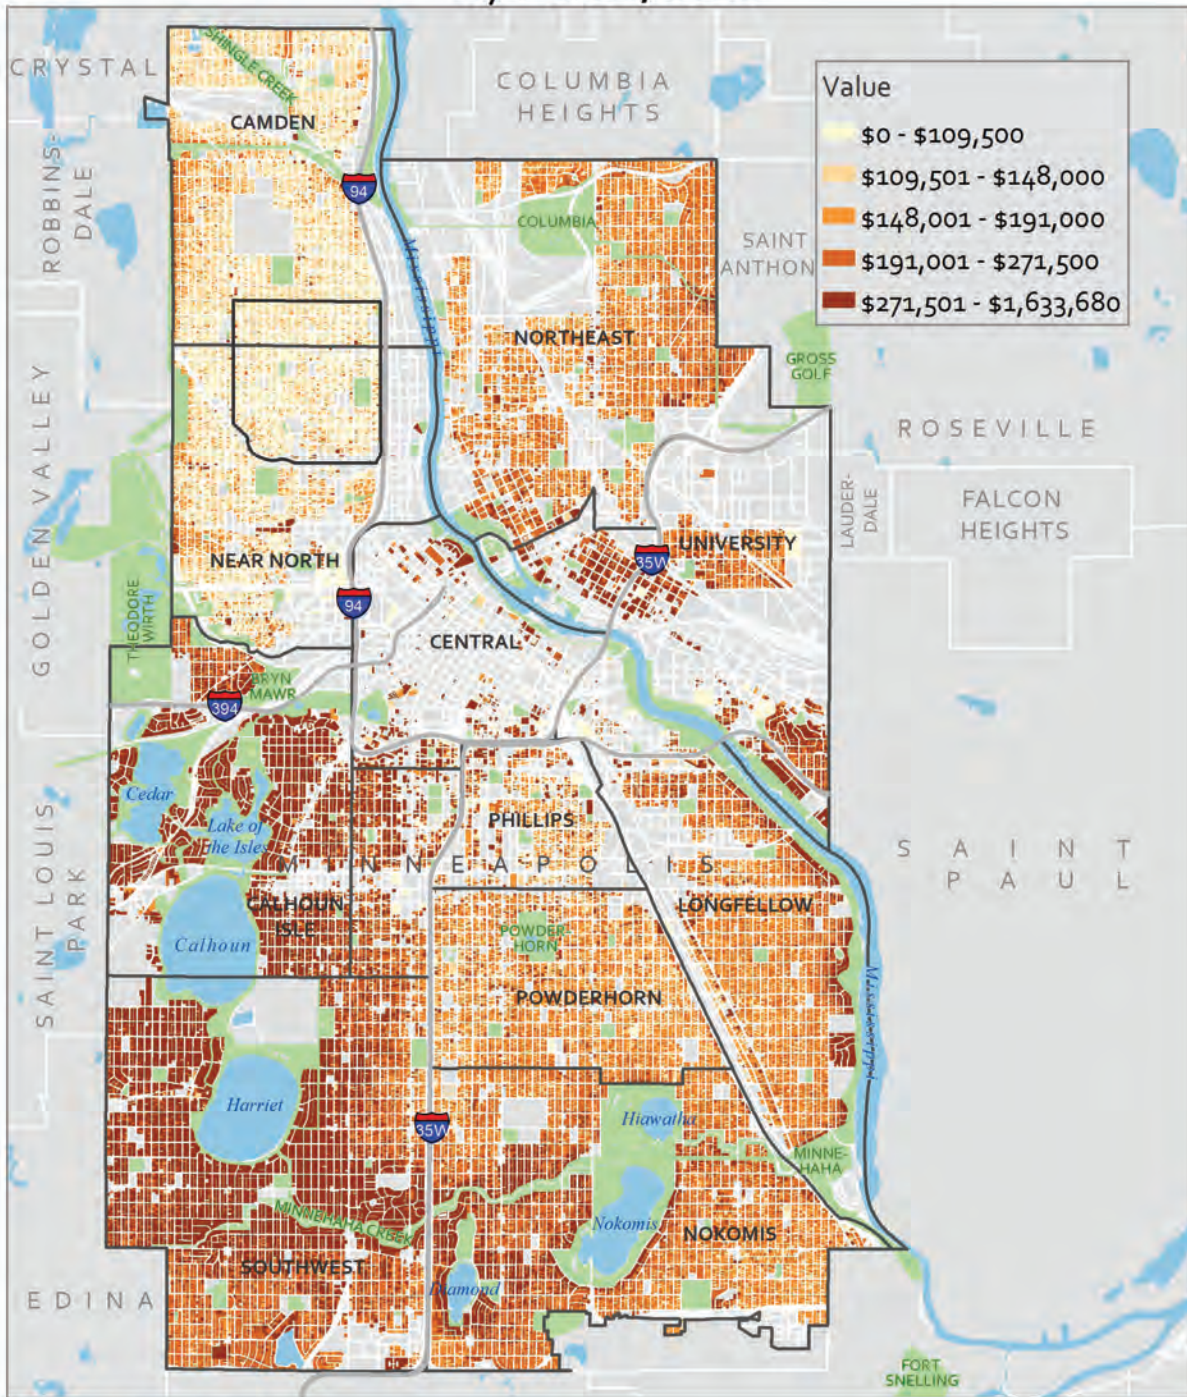 CRYSTAL
SHINGLE CREEK
CAMDEN
COLUMBIA
HEIGHTS
Value
$0 - $109,500
$109,501 - $148,000
$148,001 - $191,000
$191,001 - $271,500
$271,501 - $1,633,680
ROBBINS-
DALE
94
COLUMBIA
SAINT
ANTHON
Mississippi
NORTHEAST
GROSS
GOLF
GOLDEN VALLEY
ROSEVILLE
LAUDER-
DALE
FALCON
HEIGHTS
NEAR NORTH
UNIVERSITY
35W
94
THEODORE
WIRTH
CENTRAL
BRYN
MAWR
394
Cedar
Lake of
the Isles
PHILLIPS
MINNEAPOLIS
SAINT LOUIS
PARK
CALHOUN-
ISLE
LONGFELLOW
SAINT
PAUL
Calhoun
POWDER-
HORN
POWDERHORN
Mississippi
Harriet
35W
Hiawatha
MINNE-
HAHA
MINNEHAHA CREEK
Nokomis
NOKOMIS
SOUTHWEST
Diamond
EDINA
FORT
SNELLING